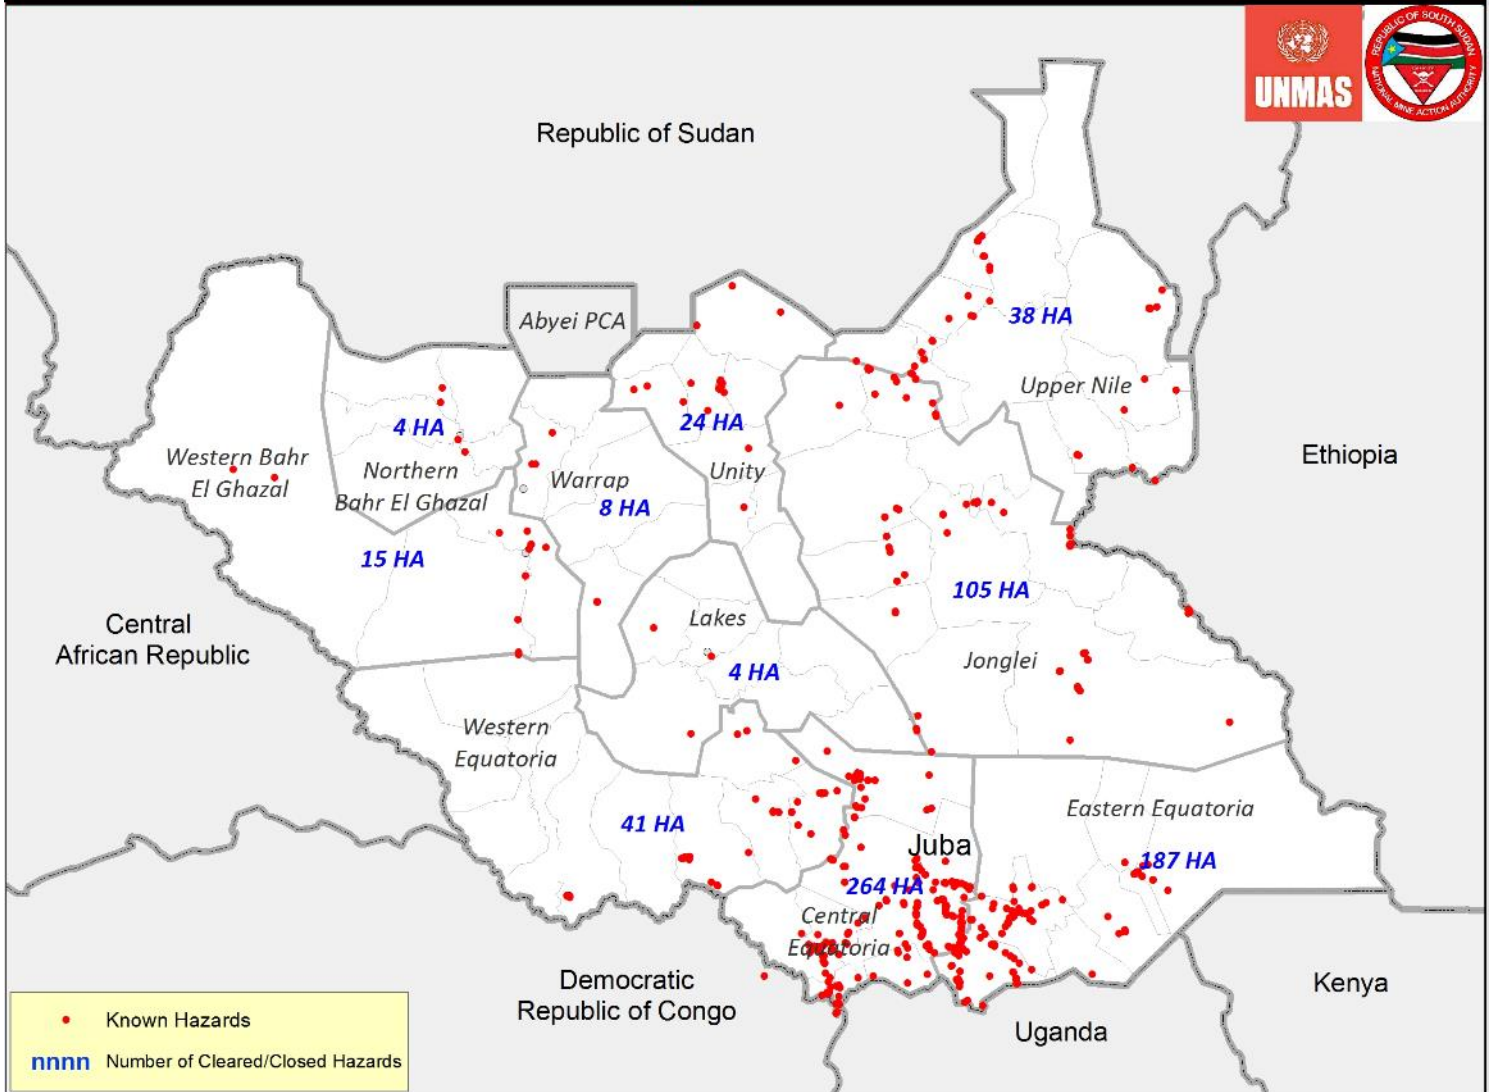 UNMAS
REPUBLIC OF SOUTH SUDAN
NATIONAL MINE ACTION AUTHORITY
Republic of Sudan
Abyei PCA
38 HA
Upper Nile
4 HA
24 HA
Western Bahr
El Ghazal
Northern
Bahr El Ghazal
Warrap
Unity
Ethiopia
8 HA
15 HA
105 HA
Central
African Republic
Lakes
4 HA
Jonglei
Western
Equatoria
41 HA
Eastern Equatoria
Juba
187 HA
264 HA
Central
Equatoria
Democratic
Republic of Congo
Kenya
Uganda
Known Hazards
nnnn Number of Cleared/Closed Hazards